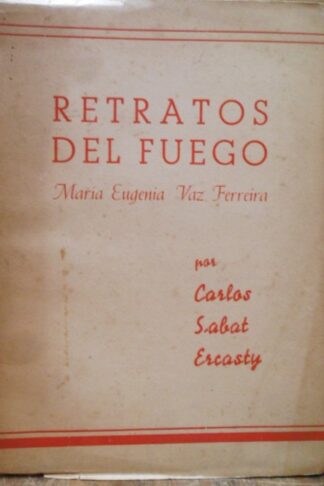 RETRATOS
DEL FUEGO
María Eugenia Vaz Ferreira
por
Carlos
Sabat
Ercasty